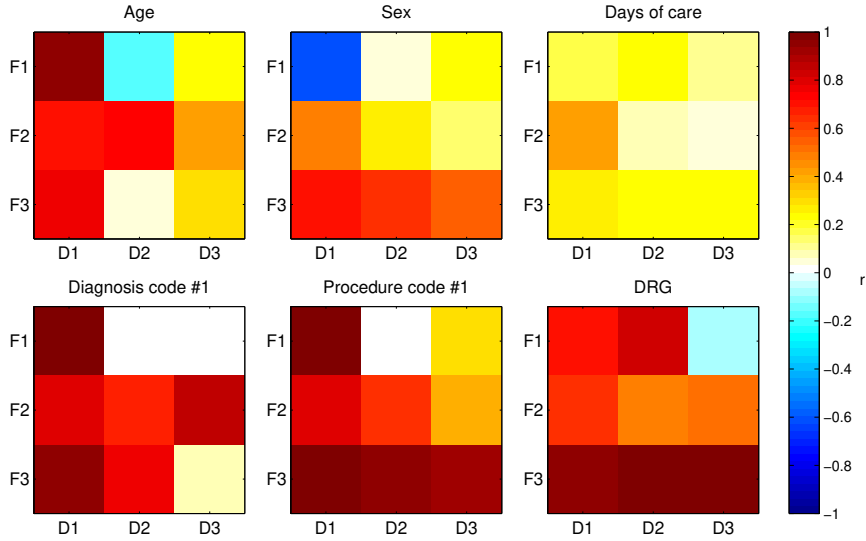 Age
Sex
Days of care
F1
F2
F3
D1 D2 D3
F1
F2
F3
D1 D2 D3
F1
F2
F3
D1 D2 D3
Diagnosis code #1
Procedure code #1
DRG
F1
F2
F3
D1 D2 D3
F1
F2
F3
D1 D2 D3
F1
F2
F3
D1 D2 D3
1
0.8
0.6
0.4
0.2
0
−0.2
−0.4
−0.6
−0.8
−1
r